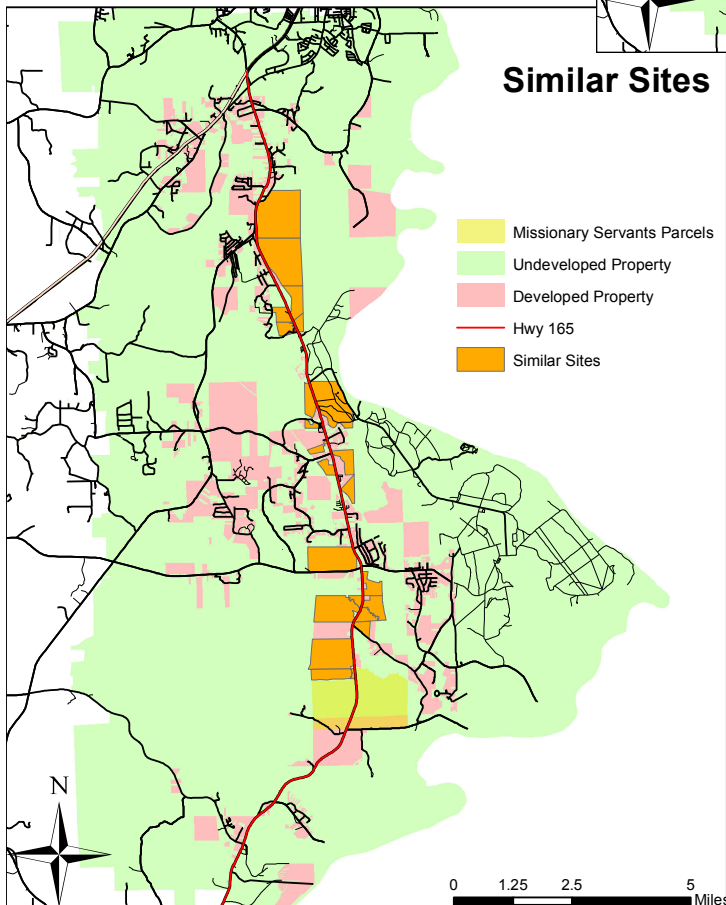 Similar Sites
Missionary Servants Parcels
Undeveloped Property
Developed Property
Hwy 165
Similar Sites
N
0 1.25 2.5 5
Miles